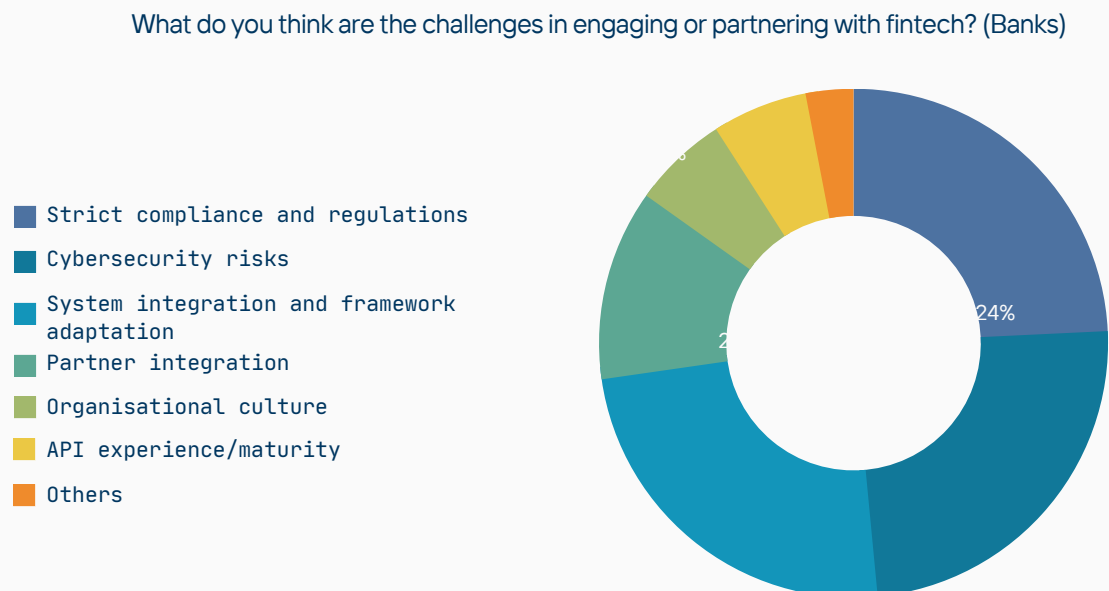 What do you think are the challenges in engaging or partnering with fintech? (Banks)
Strict compliance and regulations
Cybersecurity risks
System integration and framework
adaptation
Partner integration
Organisational culture
API experience/maturity
Others
24%